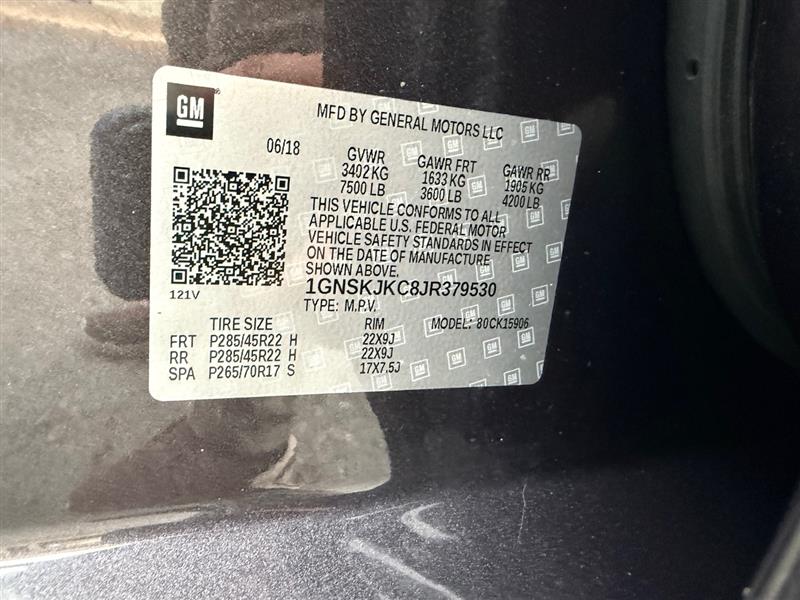 GM
MFD BY GENERAL MOTORS LLC
06/18
GVWR GAWR FRT GAWR RR
3402 KG 1633 KG 1905 KG
7500 LB 3600 LB 4200 LB
THIS VEHICLE CONFORMS TO ALL
APPLICABLE U.S. FEDERAL MOTOR
VEHICLE SAFETY STANDARDS IN EFFECT
ON THE DATE OF MANUFACTURE
SHOWN ABOVE.
121V
1GNSKJKC8JR379530
TYPE: M.P.V.
TIRE SIZE RIM MODEL: 80CK15906
FRT P285/45R22 H 22X9J
RR P285/45R22 H 22X9J
SPA P265/70R17 S 17X7.5J